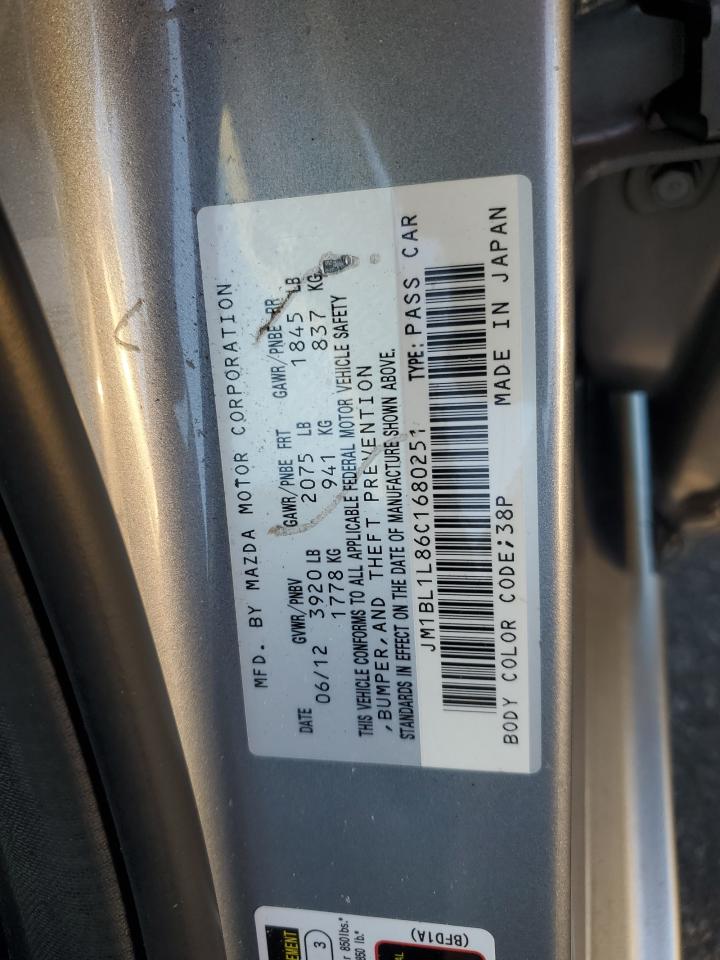 MFD. BY MAZDA MOTOR CORPORATION
DATE GVWR/PNBV GAWR/PNBE FRT GAWR/PNBE RR
06/12 3920 LB 2075 LB 1845 LB
1778 KG 941 KG 837 KG
THIS VEHICLE CONFORMS TO ALL APPLICABLE FEDERAL MOTOR VEHICLE SAFETY
, BUMPER, AND THEFT PREVENTION
STANDARDS IN EFFECT ON THE DATE OF MANUFACTURE SHOWN ABOVE.
JM1BL1L86C1680251 TYPE: PASS CAR
BODY COLOR CODE;38P MADE IN JAPAN
3
850lbs.*
(BFD1A)